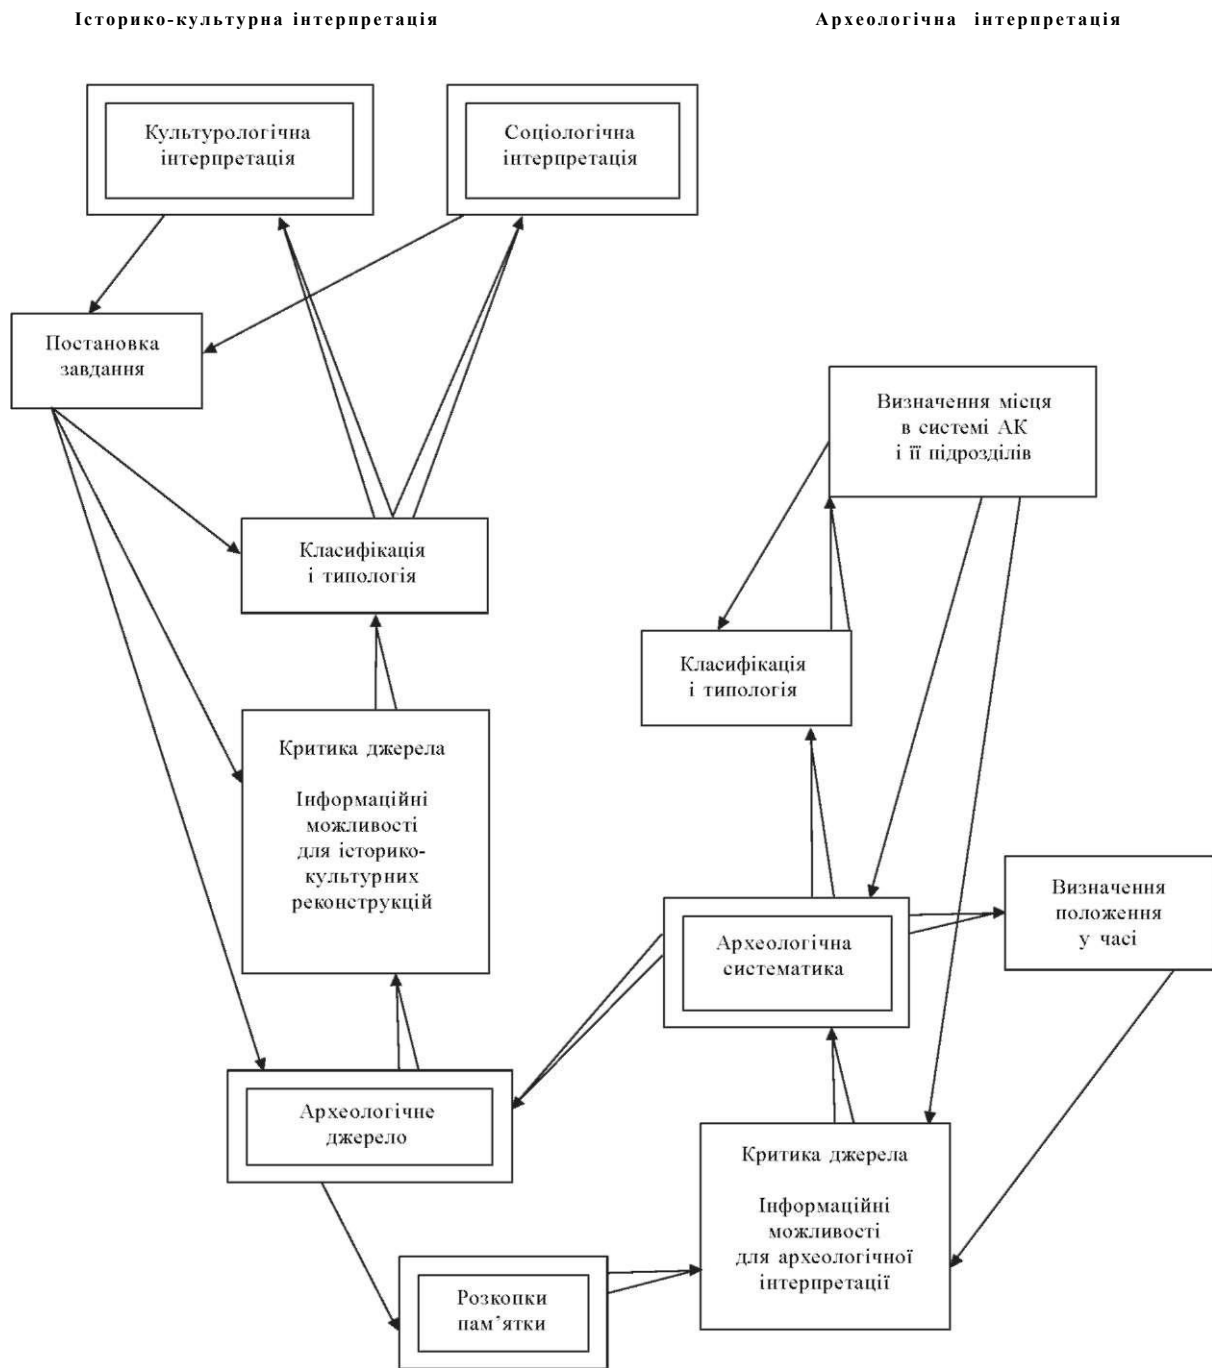 Історико-культурна інтерпретація
Археологічна інтерпретація
Культурологічна
інтерпретація
Соціологічна
інтерпретація
Постановка
завдання
Визначення місця
в системі АК
і її підрозділів
Класифікація
і типологія
Класифікація
і типологія
Критика джерела
Інформаційні
можливості
для історико-
культурних
реконструкцій
Визначення
положення
у часі
Археологічна
систематика
Археологічне
джерело
Критика джерела
Інформаційні
можливості
для археологічної
інтерпретації
Розкопки
пам’ятки